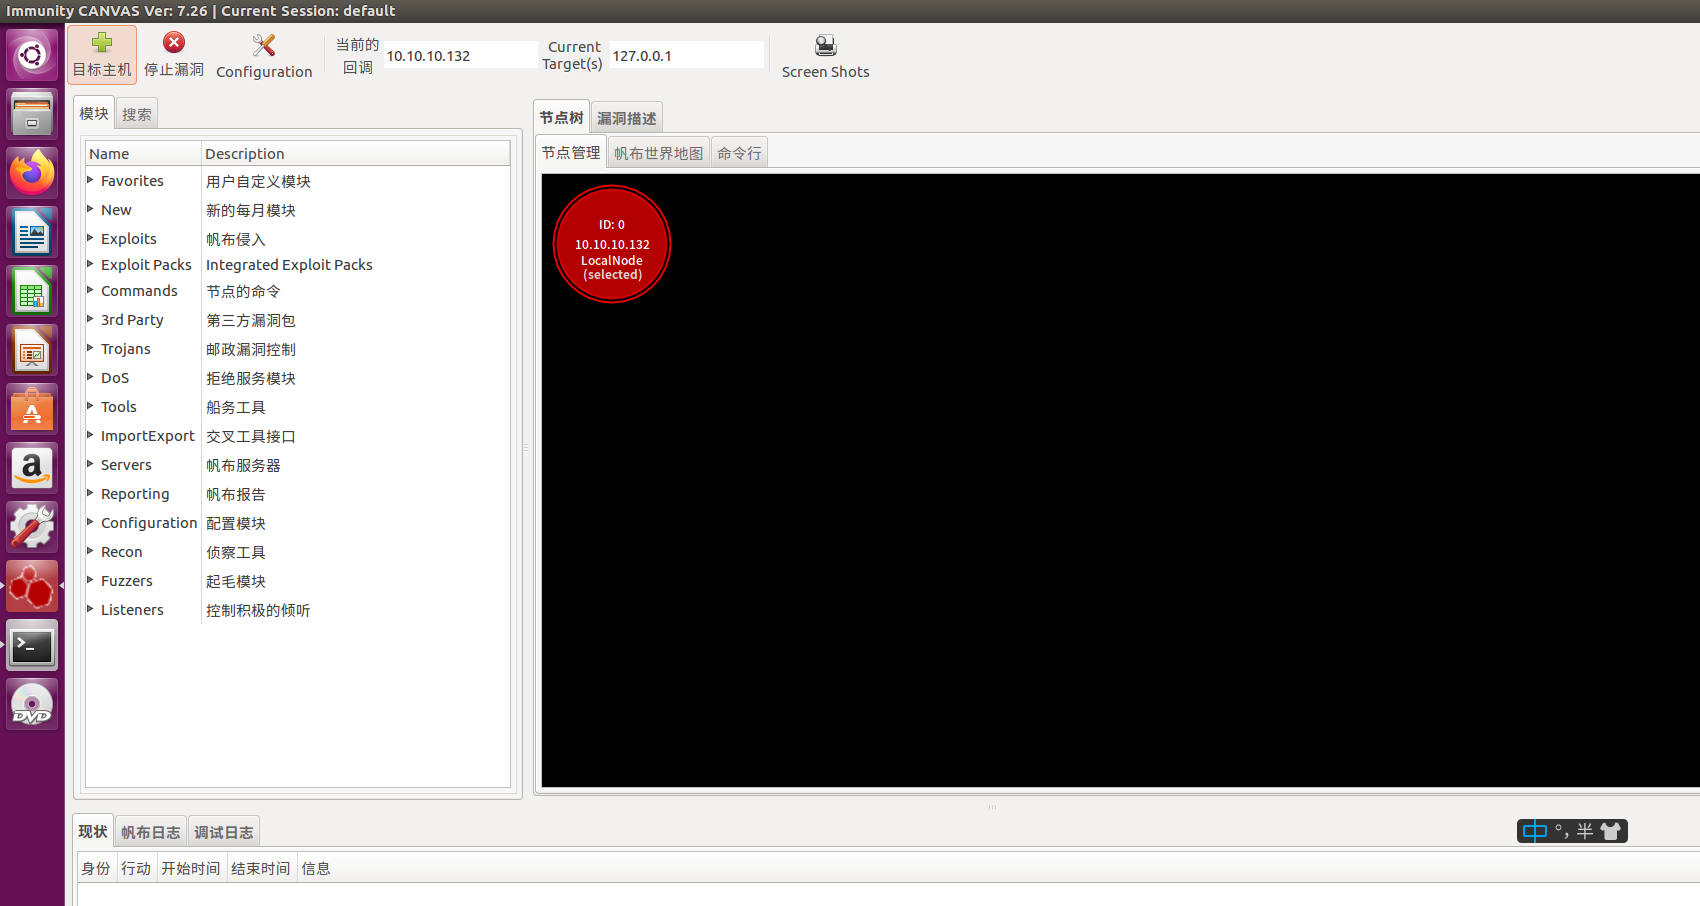 Immunity CANVAS Ver: 7.26 | Current Session: default
目标主机
停止漏洞
Configuration
当前的
回调
10.10.10.132
Current
Target(s)
127.0.0.1
Screen Shots
模块
搜索
Name Description
Favorites 用户自定义模块
New 新的每月模块
Exploits 帆布侵入
Exploit Packs Integrated Exploit Packs
Commands 节点的命令
3rd Party 第三方漏洞包
Trojans 邮政漏洞控制
DoS 拒绝服务模块
Tools 船务工具
ImportExport 交叉工具接口
Servers 帆布服务器
Reporting 帆布报告
Configuration 配置模块
Recon 侦察工具
Fuzzers 起毛模块
Listeners 控制积极的倾听
节点树 漏洞描述
节点管理 帆布世界地图 命令行
ID: 0
10.10.10.132
LocalNode
(selected)
现状 帆布日志 调试日志
身份 行动 开始时间 结束时间 信息
中 °, 半
A
a
DVD
>_